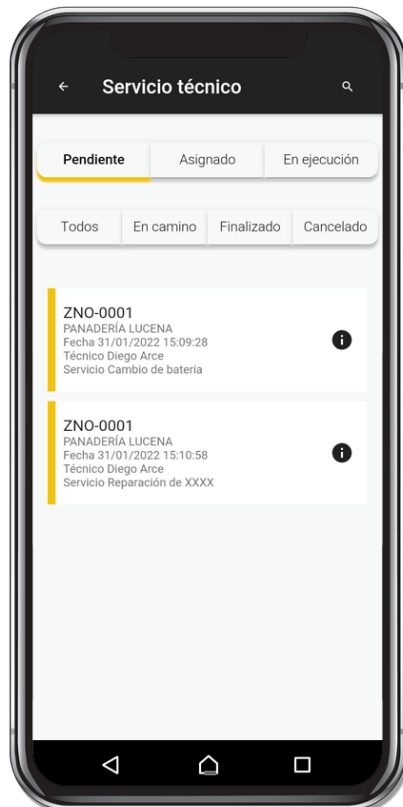 Servicio técnico
Pendiente Asignado En ejecución
Todos En camino Finalizado Cancelado
ZNO-0001
PANADERÍA LUCENA
Fecha 31/01/2022 15:09:28
Técnico Diego Arce
Servicio Cambio de bateria
ZNO-0001
PANADERÍA LUCENA
Fecha 31/01/2022 15:10:58
Técnico Diego Arce
Servicio Reparación de XXXX